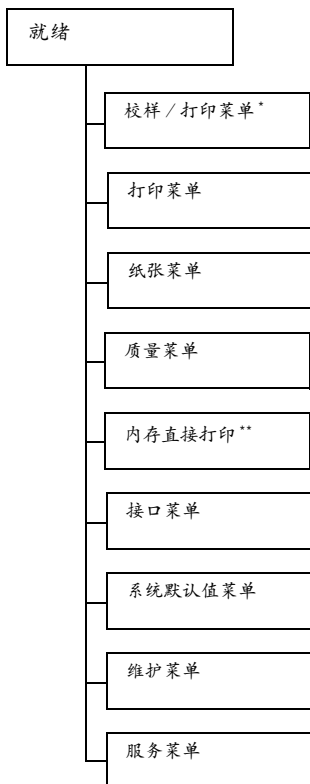 就绪
校样／打印菜单*
打印菜单
纸张菜单
质量菜单
内存直接打印**
接口菜单
系统默认值菜单
维护菜单
服务菜单